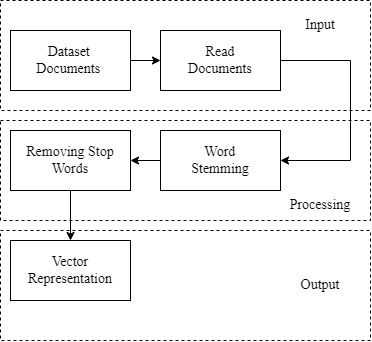 Input
Dataset
Documents
Read
Documents
Removing Stop
Words
Word
Stemming
Processing
Vector
Representation
Output